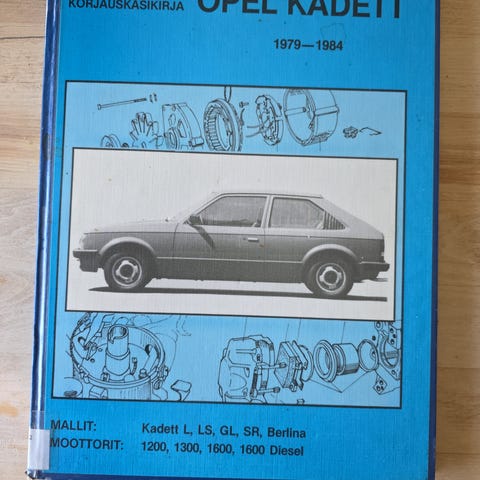 KORJAUSKÄSIKIRJA OPEL KADETT
1979—1984
MALLIT: Kadett L, LS, GL, SR, Berlina
MOOTTORIT: 1200, 1300, 1600, 1600 Diesel